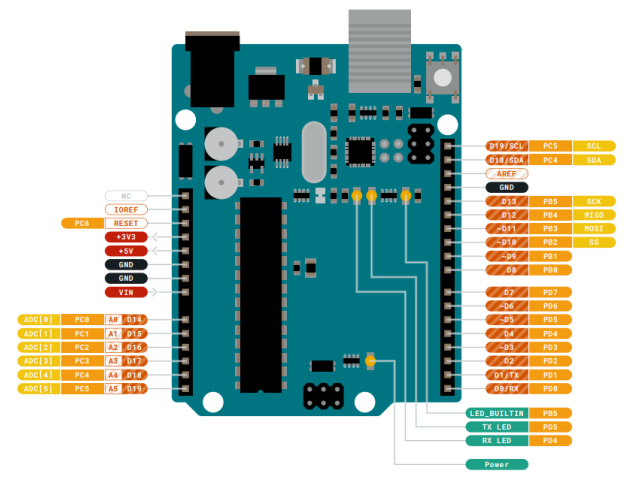 D19/SCL PC5 SCL
D18/SDA PC4 SDA
AREF
GND
NC
D13 PB5 SCK
IOREF
D12 PB4 MISO
PC6 RESET
~D11 PB3 MOSI
+3V3
~D10 PB2 SS
+5V
~D9 PB1
GND
D8 PB0
GND
VIN
D7 PD7
~D6 PD6
ADC[0] PC0 A0 D14
~D5 PD5
ADC[1] PC1 A1 D15
D4 PD4
ADC[2] PC2 A2 D16
~D3 PD3
ADC[3] PC3 A3 D17
D2 PD2
ADC[4] PC4 A4 D18
D1/TX PD1
ADC[5] PC5 A5 D19
D0/RX PD0
LED_BUILTIN PB5
TX LED PD5
RX LED PD4
Power